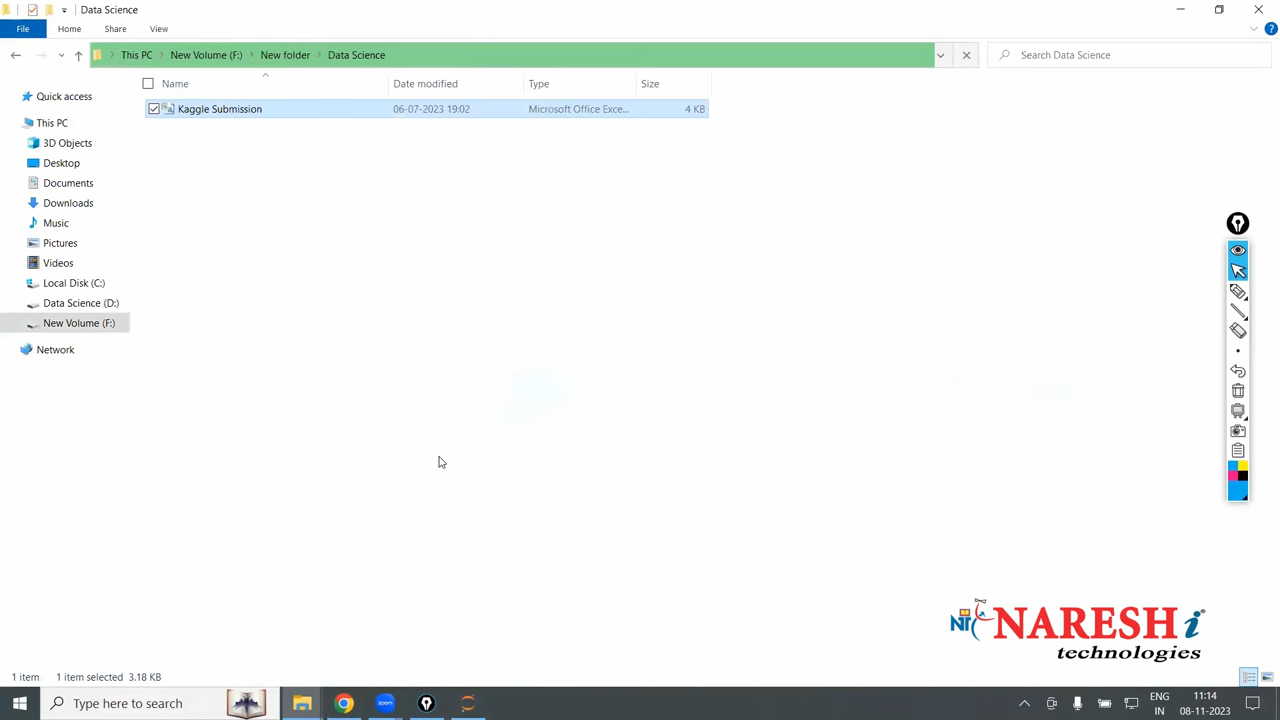 Data Science
File
Home
Share
View
This PC
New Volume (F:)
New folder
Data Science
Search Data Science
Name
Date modified
Type
Size
Kaggle Submission
06-07-2023 19:02
Microsoft Office Exce...
4 KB
Quick access
This PC
3D Objects
Desktop
Documents
Downloads
Music
Pictures
Videos
Local Disk (C:)
Data Science (D:)
New Volume (F:)
Network
NARESH i
technologies
1 item
1 item selected 3.18 KB
Type here to search
zoom
ENG
IN
11:14
08-11-2023